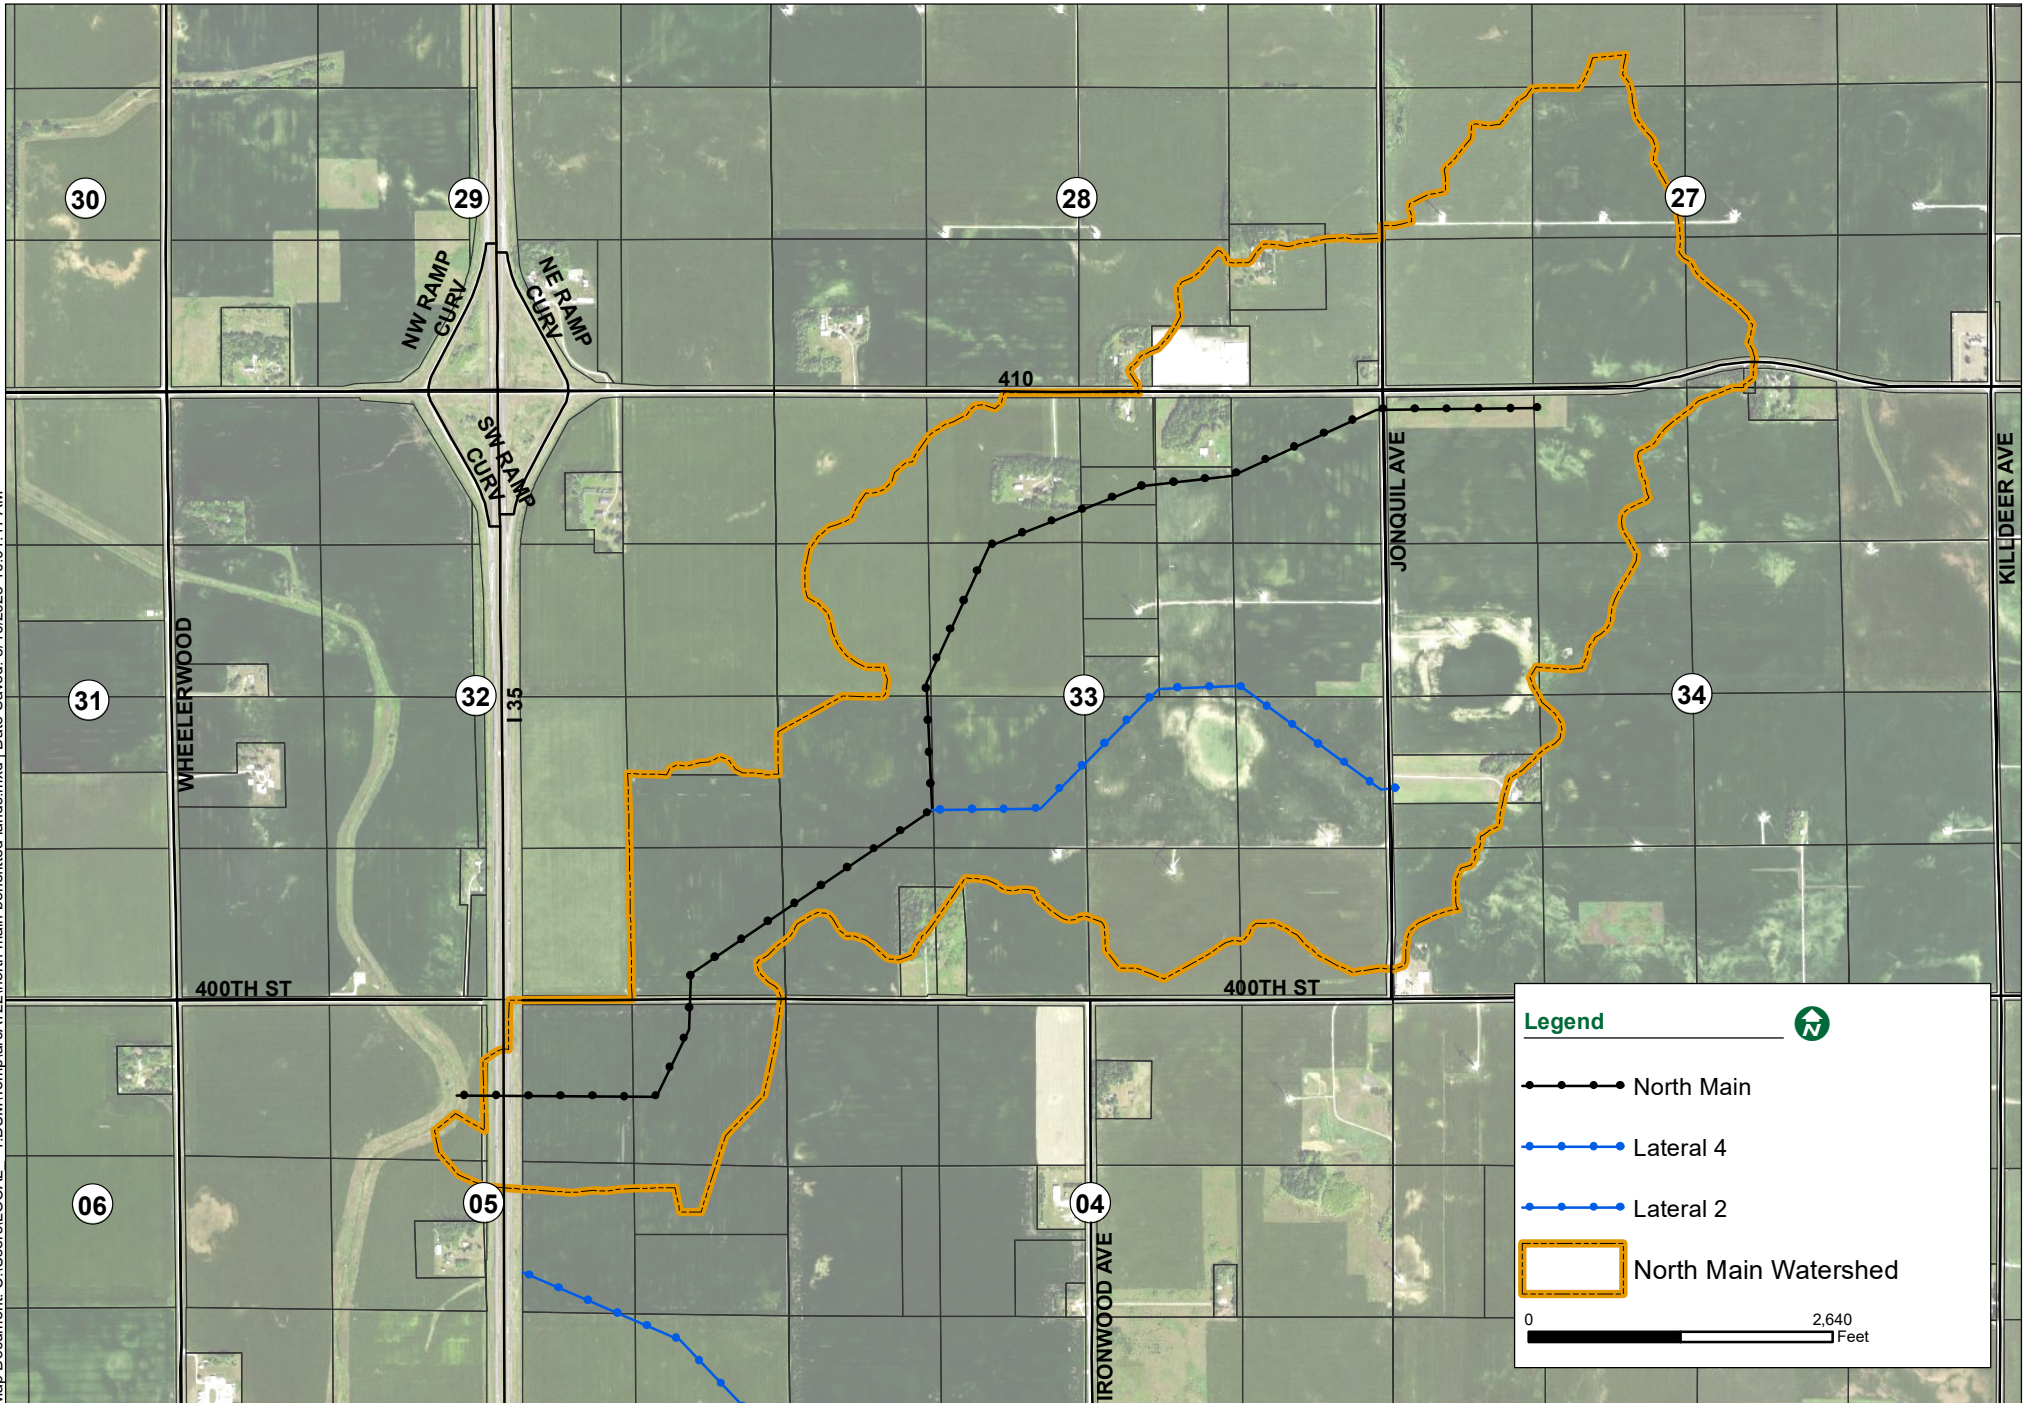 30
29
28
27
NW RAMP
CURV
NE RAMP
CURV
410
SW RAMP
CURV
JONQUIL AVE
KILLDEER AVE
WHEELERWOOD
31
32
I 35
33
34
400TH ST
400TH ST
06
05
04
IRONWOOD AVE
Legend
N
North Main
Lateral 4
Lateral 2
North Main Watershed
0
2,640
Feet